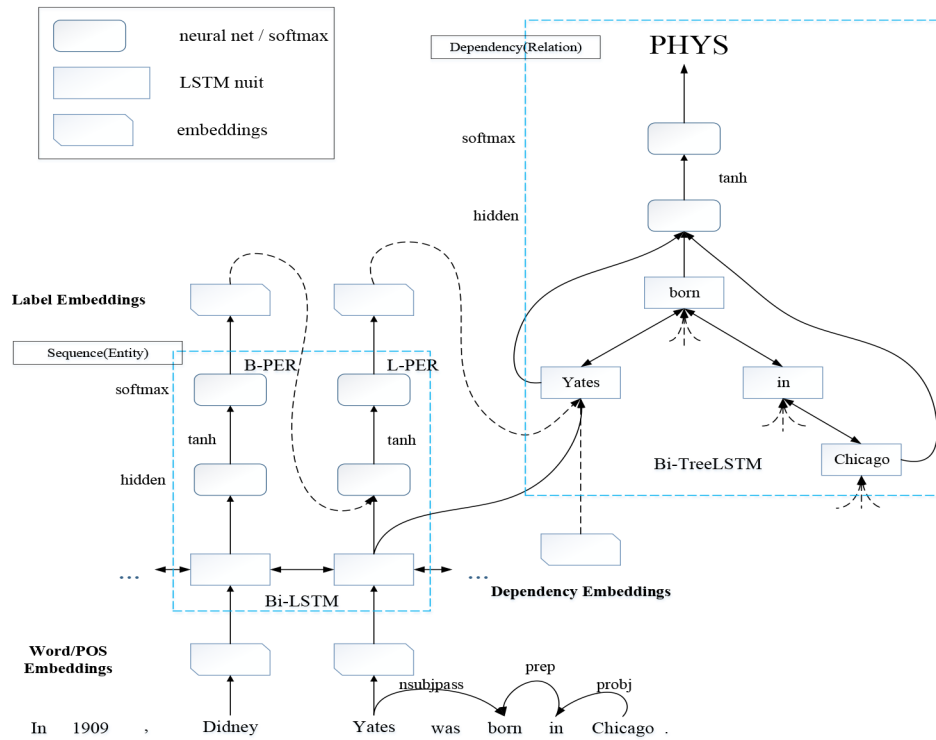 neural net / softmax
LSTM nuit
embeddings
Dependency(Relation)
PHYS
softmax
tanh
hidden
born
Yates
in
Chicago
Bi-TreeLSTM
Label Embeddings
Sequence(Entity)
B-PER
L-PER
softmax
tanh
tanh
hidden
...
...
Bi-LSTM
Dependency Embeddings
Word/POS
Embeddings
nsubjpass
prep
probj
In 1909 , Didney Yates was born in Chicago .